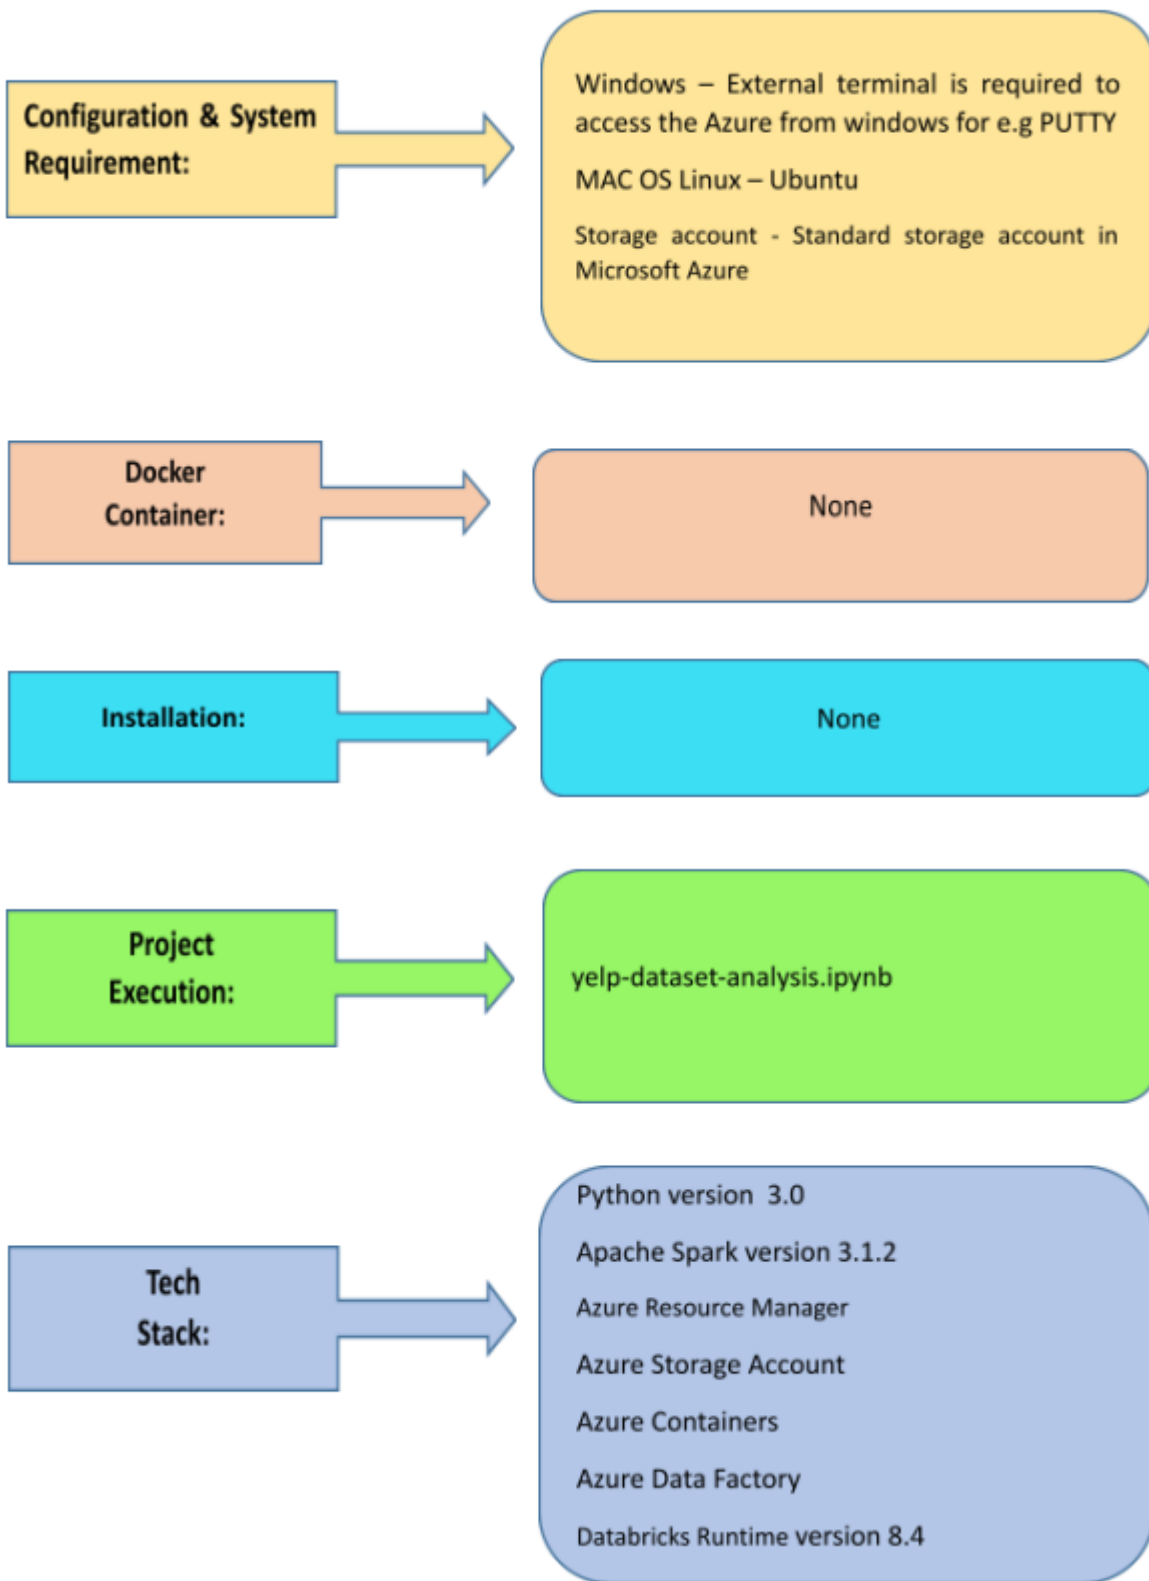 Configuration & System
Requirement:
Windows – External terminal is required to
access the Azure from windows for e.g PUTTY
MAC OS Linux – Ubuntu
Storage account - Standard storage account in
Microsoft Azure
Docker
Container:
None
Installation:
None
Project
Execution:
yelp-dataset-analysis.ipynb
Tech
Stack:
Python version 3.0
Apache Spark version 3.1.2
Azure Resource Manager
Azure Storage Account
Azure Containers
Azure Data Factory
Databricks Runtime version 8.4